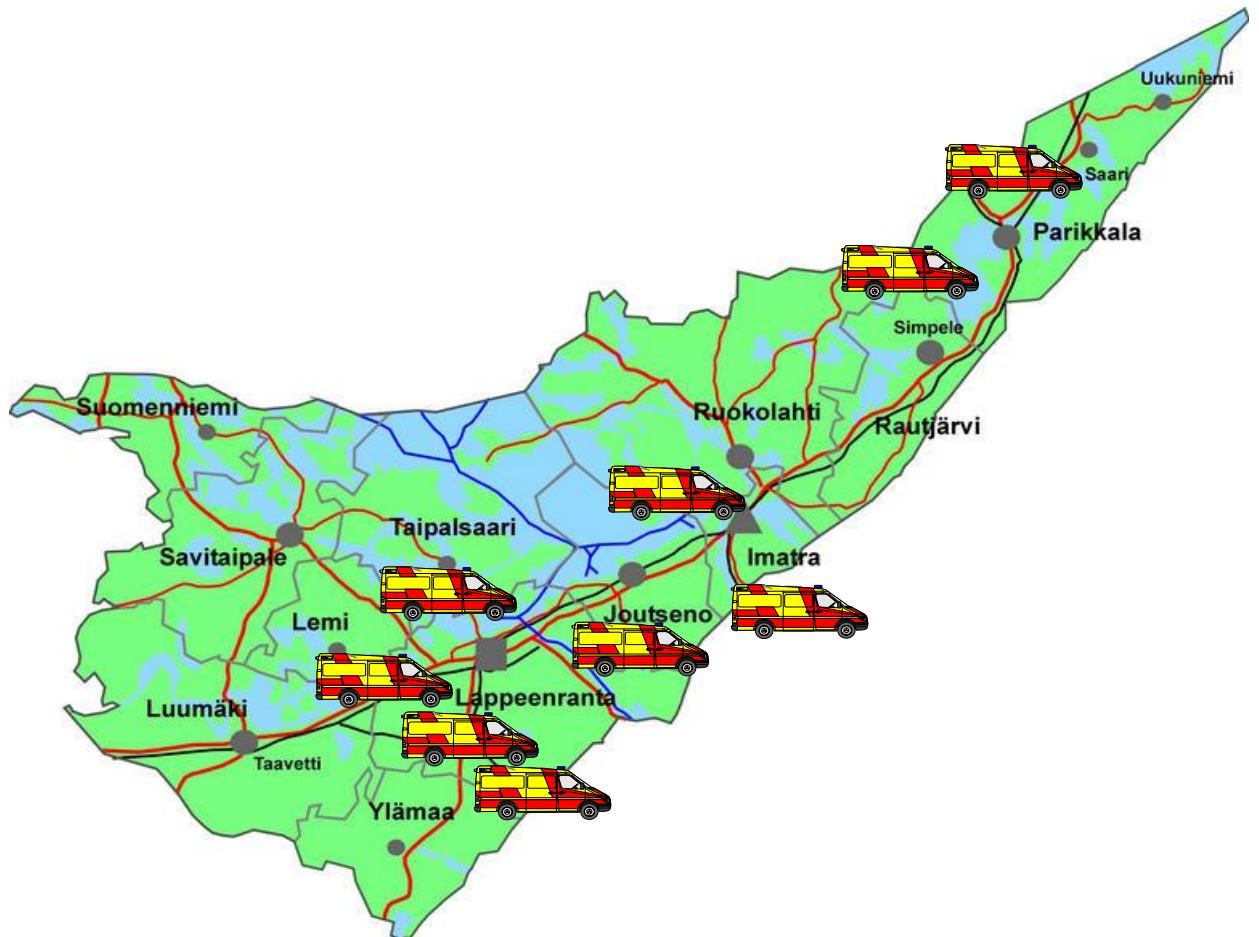 Uukuniemi
Saari
Parikkala
Simpele
Suomenniemi
Ruokolahti
Rautjärvi
Taipalsaari
Savitaipale
Imatra
Lemi
Joutseno
Luumäki
Lappeenranta
Taavetti
Ylämaa